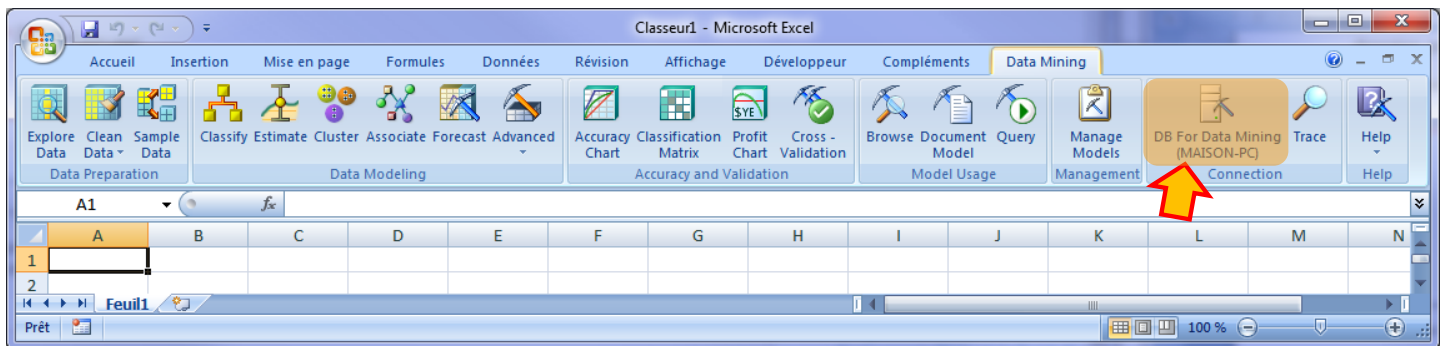 Classeur1 - Microsoft Excel
Accueil Insertion Mise en page Formules Données Révision Affichage Développeur Compléments Data Mining
Explore Data
Clean Data
Sample Data
Classify
Estimate
Cluster
Associate
Forecast
Advanced
Accuracy Chart
Classification Matrix
$YE
Profit Chart
Cross - Validation
Browse
Document Model
Query
Manage Models
DB For Data Mining (MAISON-PC)
Trace
Help
Data Preparation
Data Modeling
Accuracy and Validation
Model Usage
Management
Connection
Help
A1 fx
A B C D E F G H I J K L M N
1
2
Feuil1
Prêt 100 %